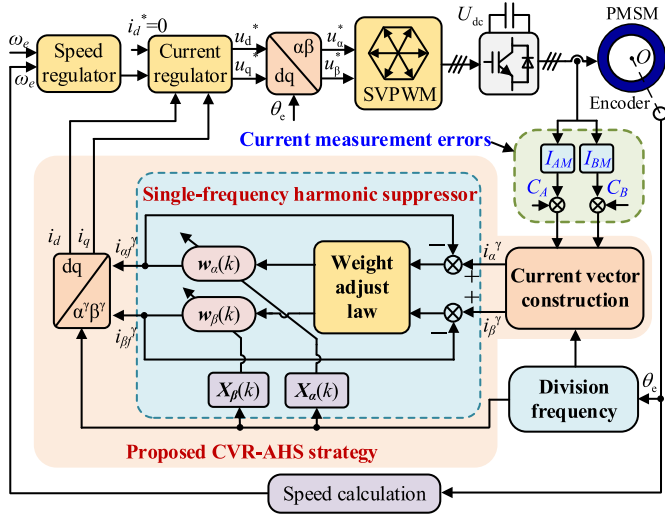 ωe
ωe
Speed regulator
id*=0
Current regulator
ud*
uq*
αβ
dq
θe
uα*
uβ*
SVPWM
Udc
PMSM
O
Encoder
Current measurement errors
IAM
IBM
CA
CB
Single-frequency harmonic suppressor
id
iq
iαfγ
iβfγ
dq
αγβγ
wα(k)
wβ(k)
Weight adjust law
−
+
iαγ
+
iβγ
−
Current vector construction
Xβ(k)
Xα(k)
Division frequency
θe
Proposed CVR-AHS strategy
Speed calculation